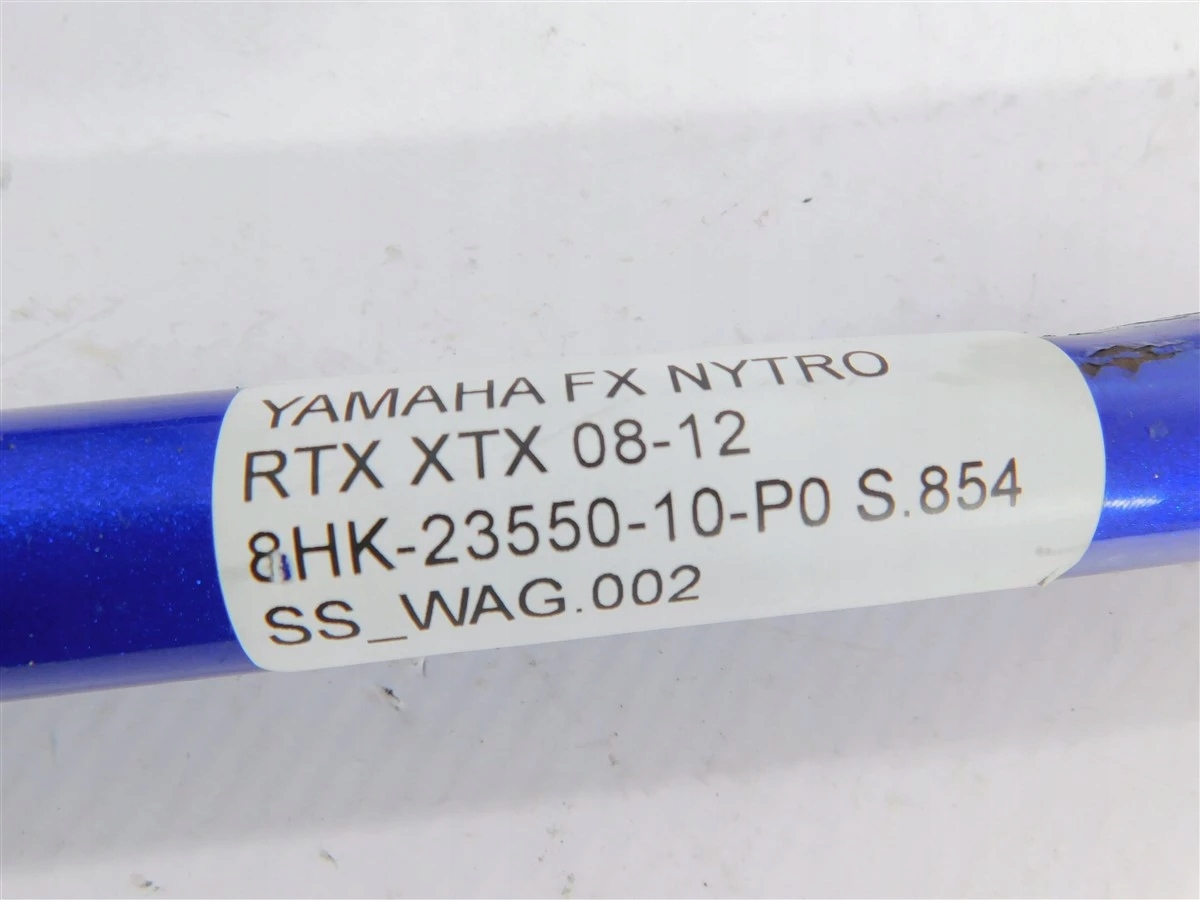 YAMAHA FX NYTRO
RTX XTX 08-12
8HK-23550-10-P0 S.854
SS_WAG.002